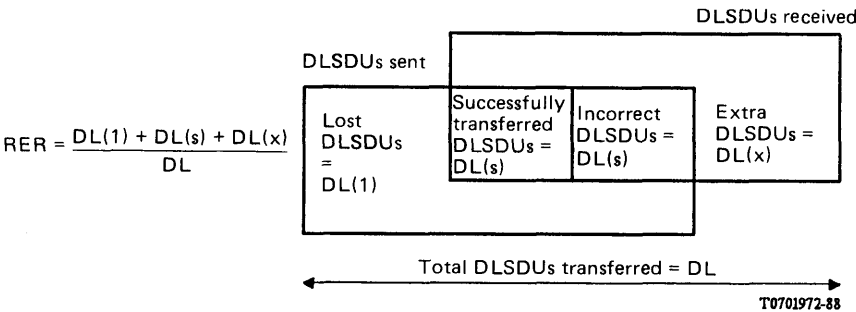 DLSDUs received
DLSDUs sent
RER = DL(1) + DL(s) + DL(x)
DL
Lost
DLSDUs
=
DL(1)
Successfully
transferred
DLSDUs =
DL(s)
Incorrect
DLSDUs =
DL(s)
Extra
DLSDUs =
DL(x)
Total DLSDUs transferred = DL
T0701972-88